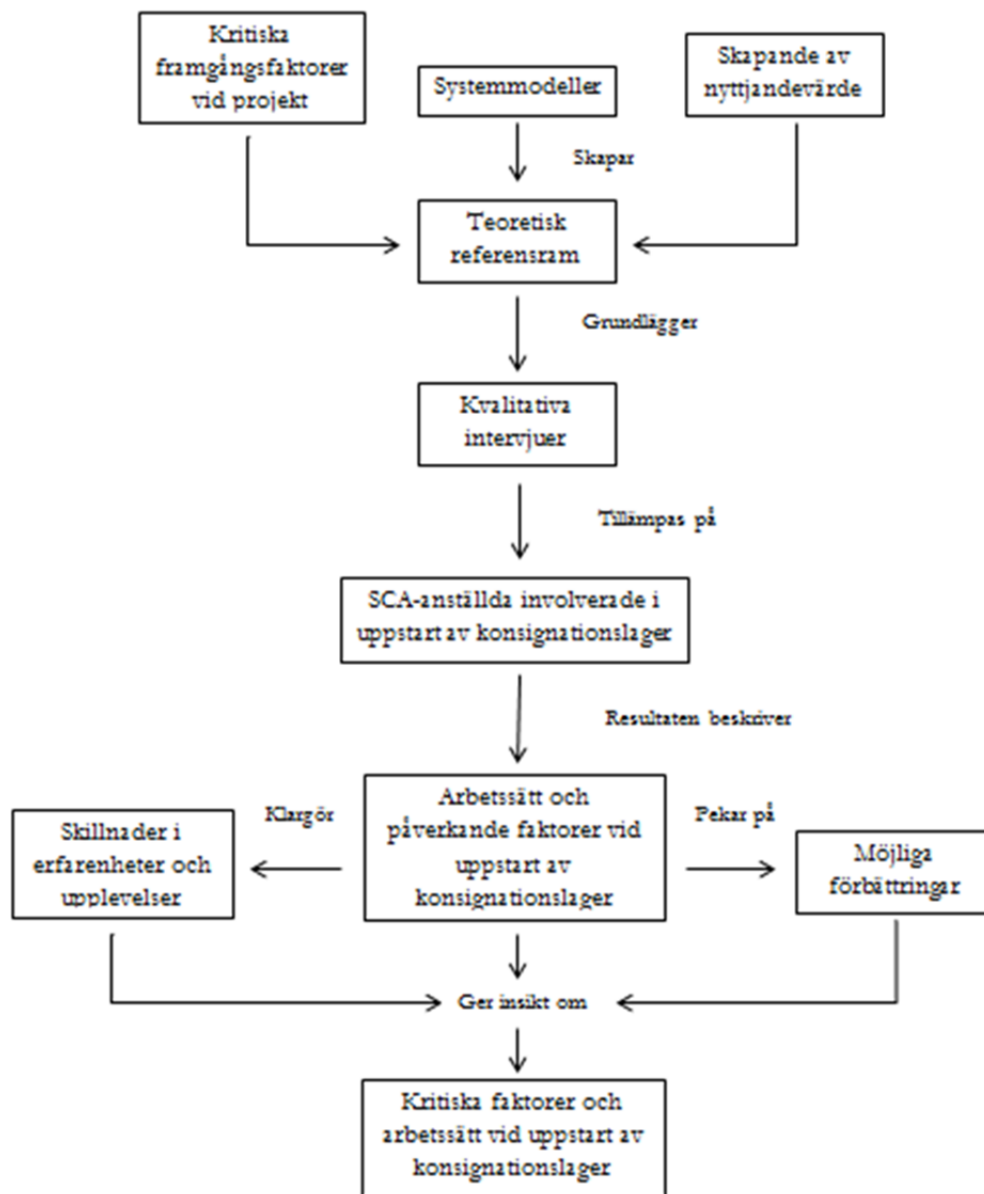 Kritiska
framgångsfaktorer
vid projekt
Systemmodeller
Skapande av
nyttjandevärde
Skapar
Teoretisk
referensram
Grundlägger
Kvalitativa
intervjuer
Tillämpas på
SCA-anställda involverade i
uppstart av konsignationslager
Resultaten beskriver
Klargör
Arbetssätt och
påverkande faktorer vid
uppstart av
konsignationslager
Pekar på
Skillnader i
erfarenheter och
upplevelser
Möjliga
förbättringar
Ger insikt om
Kritiska faktorer och
arbetssätt vid uppstart av
konsignationslager